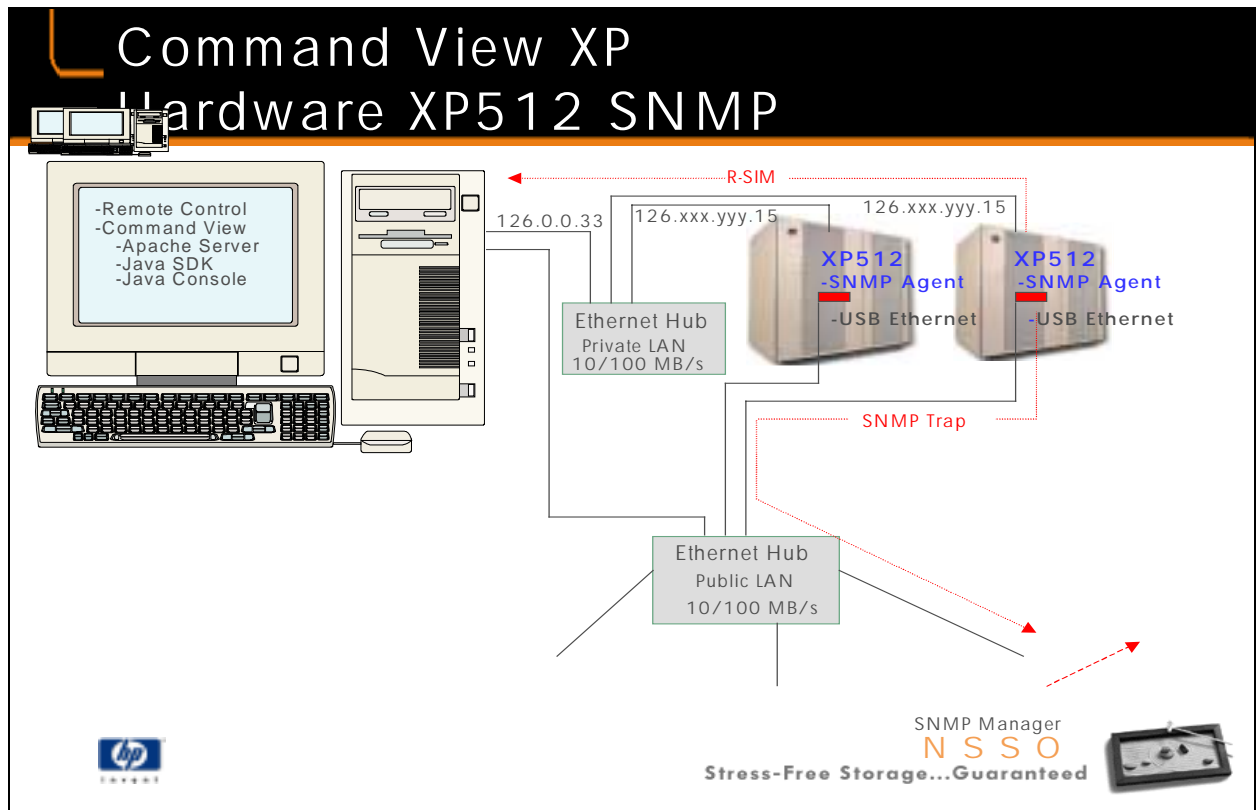 Command View XP
Hardware XP512 SNMP
-Remote Control
-Command View
-Apache Server
-Java SDK
-Java Console
R-SIM
126.0.0.33
126.xxx.yyy.15
126.xxx.yyy.15
XP512
-SNMP Agent
-USB Ethernet
XP512
-SNMP Agent
-USB Ethernet
Ethernet Hub
Private LAN
10/100 MB/s
SNMP Trap
Ethernet Hub
Public LAN
10/100 MB/s
SNMP Manager
NSSO
Stress-Free Storage...Guaranteed
hp
invent